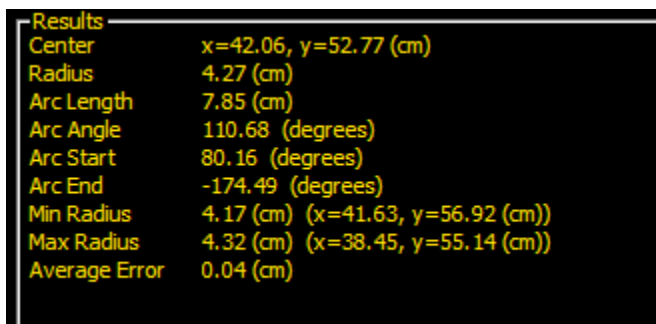 Results
Center x=42.06, y=52.77 (cm)
Radius 4.27 (cm)
Arc Length 7.85 (cm)
Arc Angle 110.68 (degrees)
Arc Start 80.16 (degrees)
Arc End -174.49 (degrees)
Min Radius 4.17 (cm) (x=41.63, y=56.92 (cm))
Max Radius 4.32 (cm) (x=38.45, y=55.14 (cm))
Average Error 0.04 (cm)